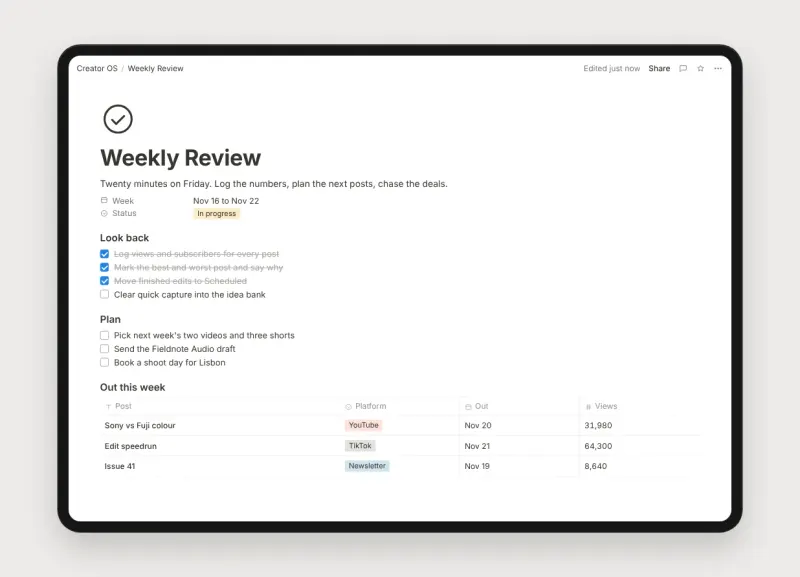 Creator OS / Weekly Review
Edited just now Share
Weekly Review
Twenty minutes on Friday. Log the numbers, plan the next posts, chase the deals.
Week Nov 16 to Nov 22
Status In progress
Look back
Log views and subscribers for every post
Mark the best and worst post and say why
Move finished edits to Scheduled
Clear quick capture into the idea bank
Plan
Pick next week's two videos and three shorts
Send the Fieldnote Audio draft
Book a shoot day for Lisbon
Out this week
Post Platform Out # Views
Sony vs Fuji colour YouTube Nov 20 31,980
Edit speedrun TikTok Nov 21 64,300
Issue 41 Newsletter Nov 19 8,640